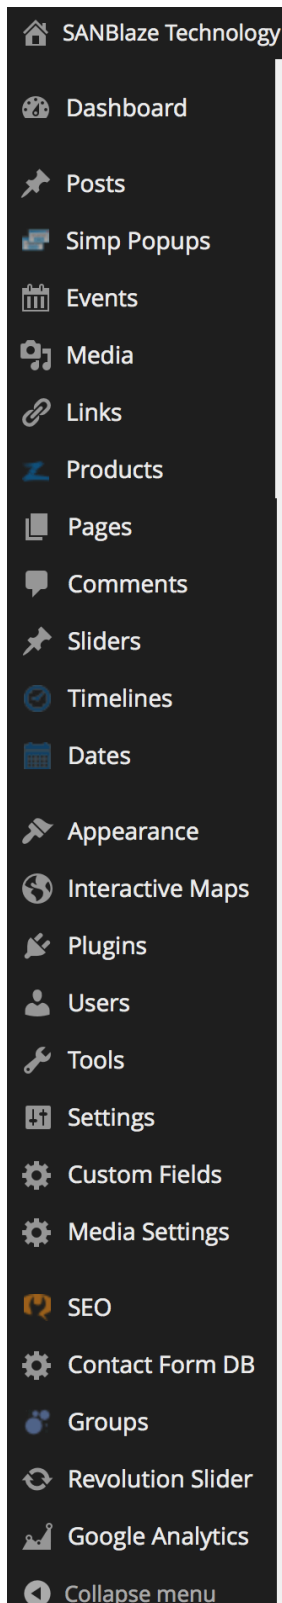 SANBlaze Technology
Dashboard
Posts
Simp Popups
Events
Media
Links
Products
Pages
Comments
Sliders
Timelines
Dates
Appearance
Interactive Maps
Plugins
Users
Tools
Settings
Custom Fields
Media Settings
SEO
Contact Form DB
Groups
Revolution Slider
Google Analytics
Collapse menu